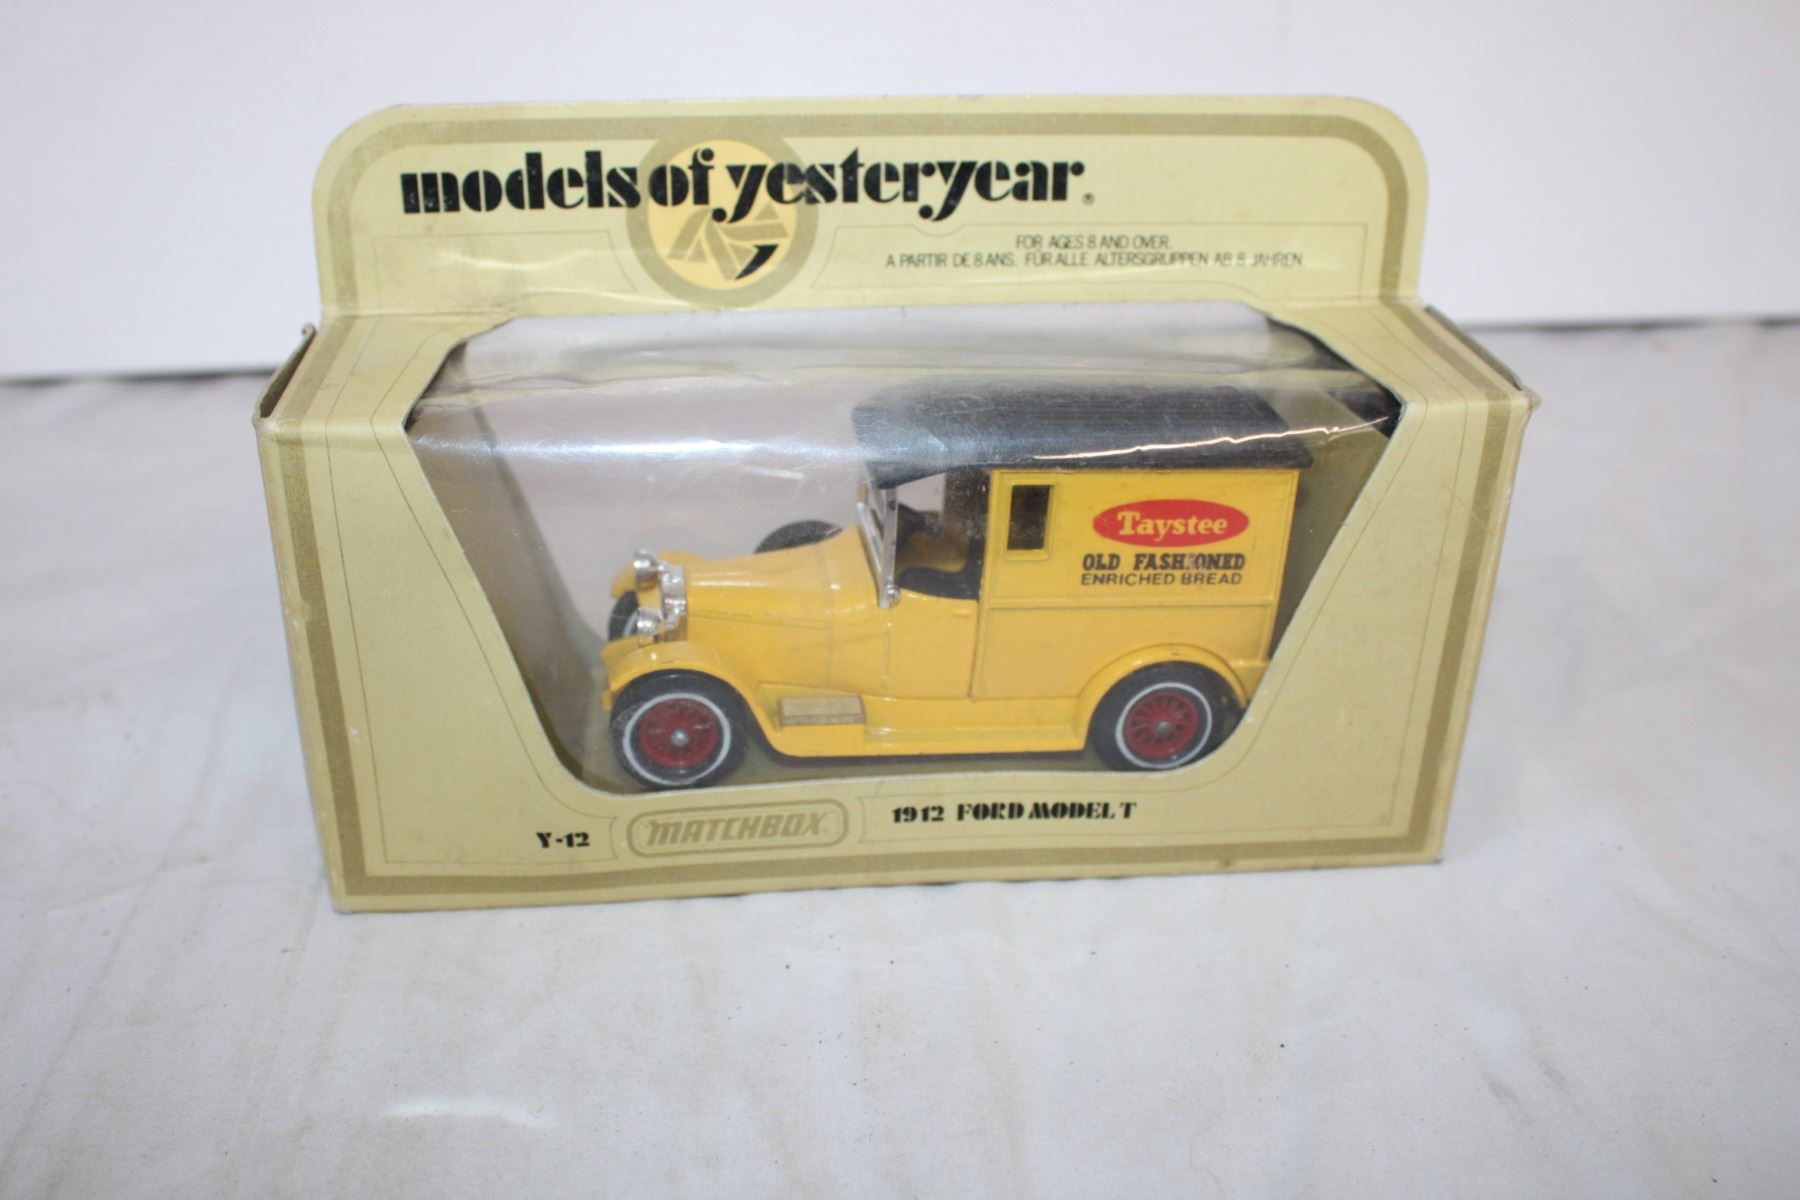 models of yesteryear®
FOR AGES 8 AND OVER.
A PARTIR DE 8 ANS. FÜR ALLE ALTERSGRUPPEN AB 8 JAHREN
Taystee
OLD FASHIONED
ENRICHED BREAD
Y-12
MATCHBOX®
1912 FORD MODEL T